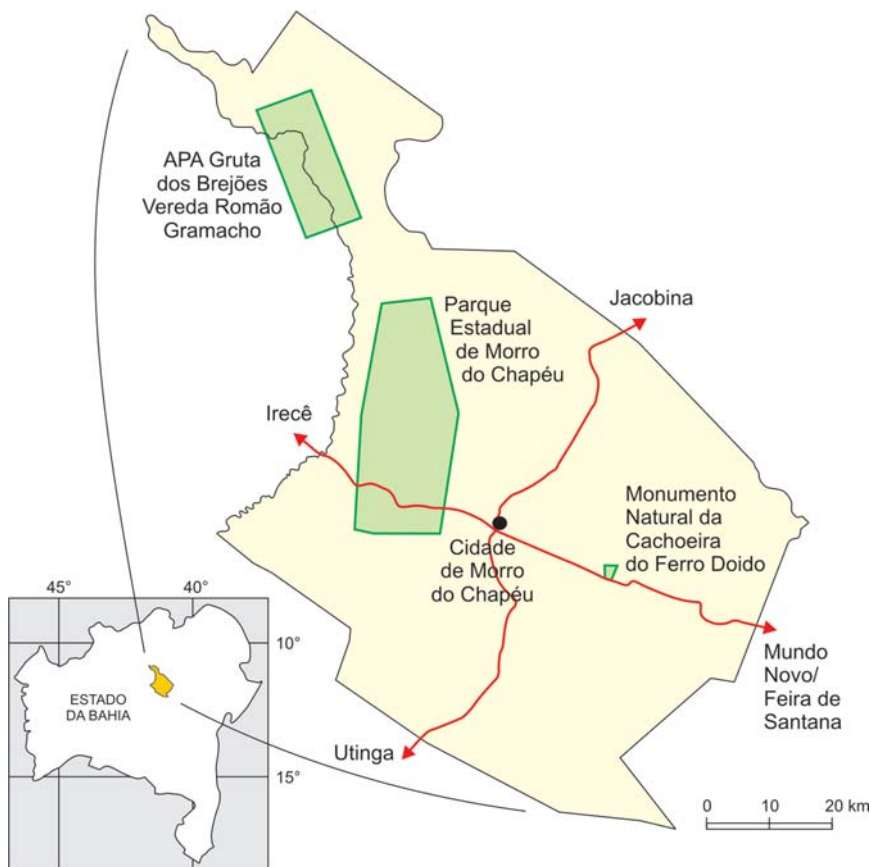 APA Gruta
dos Brejões
Vereda Romão
Gramacho
Parque
Estadual
de Morro
do Chapéu
Jacobina
Irecê
Monumento
Natural da
Cachoeira
do Ferro Doido
Cidade
de Morro
do Chapéu
Mundo
Novo/
Feira de
Santana
Utinga
45° 40°
10°
ESTADO
DA BAHIA
15°
0 10 20 km